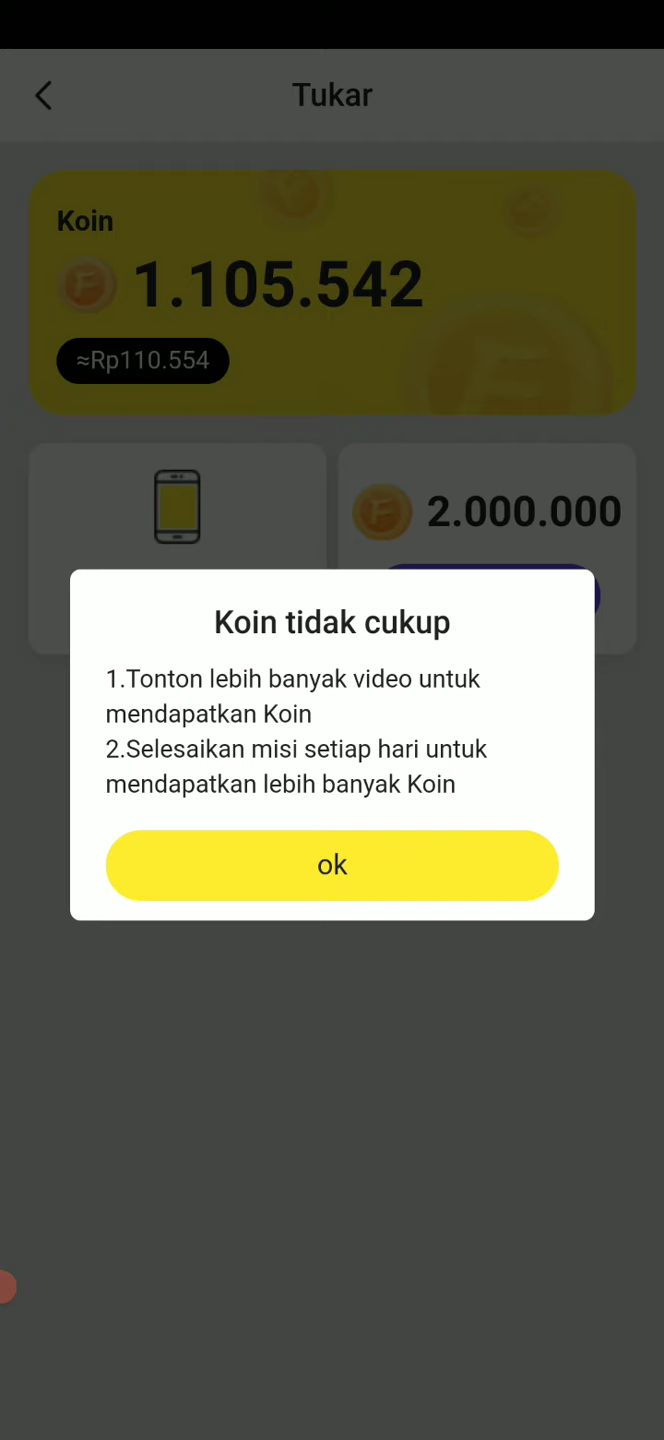 Tukar
Koin
1.105.542
≈Rp110.554
2.000.000
Koin tidak cukup
1.Tonton lebih banyak video untuk
mendapatkan Koin
2.Selesaikan misi setiap hari untuk
mendapatkan lebih banyak Koin
ok